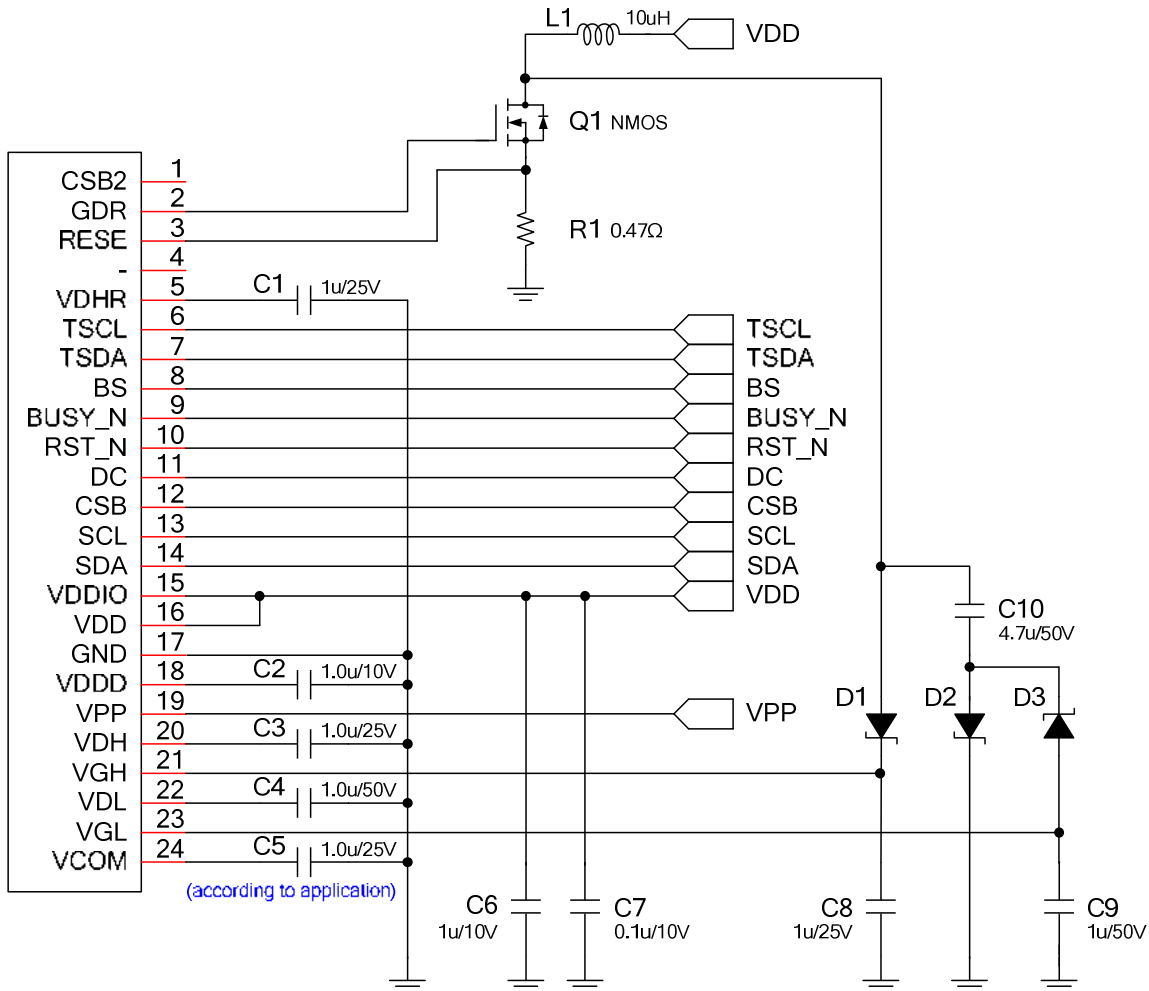 L1 10uH VDD
Q1 NMOS
CSB2 1
GDR 2
RESE 3
R1 0.47Ω
- 4
VDHR 5 C1 1u/25V
TSCL 6 TSCL
TSDA 7 TSDA
BS 8 BS
BUSY_N 9 BUSY_N
RST_N 10 RST_N
DC 11 DC
CSB 12 CSB
SCL 13 SCL
SDA 14 SDA
VDDIO 15 VDD
VDD 16
C10
4.7u/50V
GND 17
VDDD 18 C2 1.0u/10V
VPP 19 VPP
D1 D2 D3
VDH 20 C3 1.0u/25V
VGH 21
VDL 22 C4 1.0u/50V
VGL 23
VCOM 24 C5 1.0u/25V
(according to application)
C6 1u/10V
C7 0.1u/10V
C8 1u/25V
C9 1u/50V